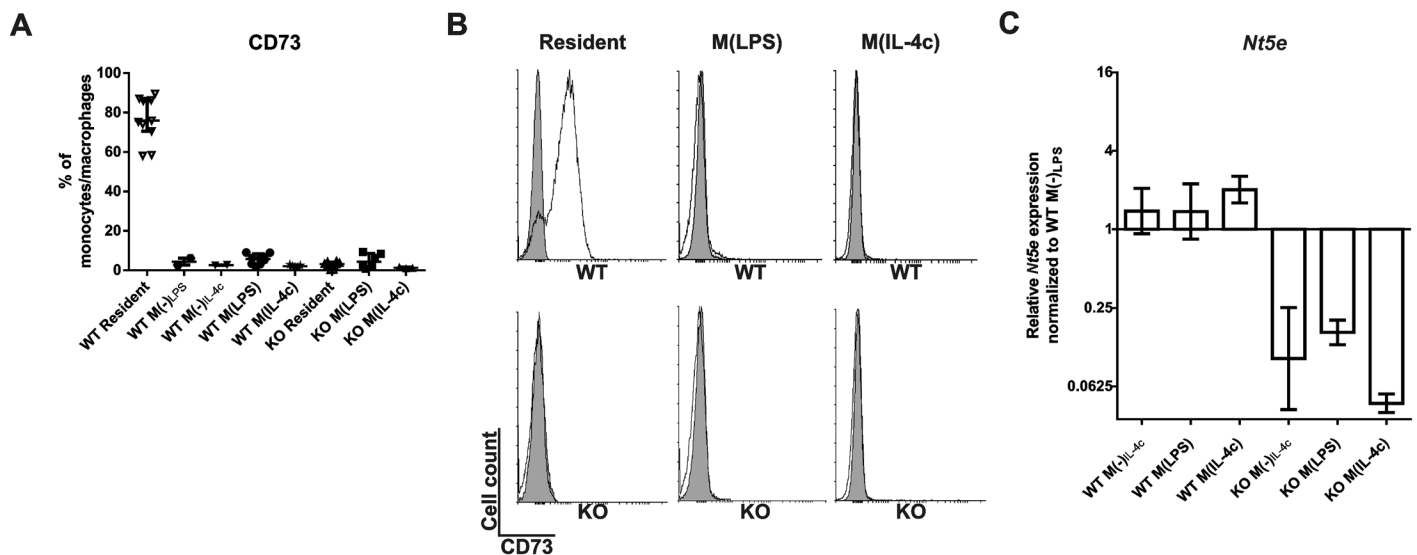 A
CD73
% of
monocytes/macrophages
100
80
60
40
20
0
WT Resident
WT M(-)LPS
WT M(-)IL-4c
WT M(LPS)
WT M(IL-4c)
KO Resident
KO M(LPS)
KO M(IL-4c)
B
Resident
M(LPS)
M(IL-4c)
WT
WT
WT
Cell count
CD73
KO
KO
KO
C
Nt5e
Relative Nt5e expression
normalized to WT M(-)LPS
16
4
1
0.25
0.0625
WT M(-)IL-4c
WT M(LPS)
WT M(IL-4c)
KO M(-)IL-4c
KO M(LPS)
KO M(IL-4c)